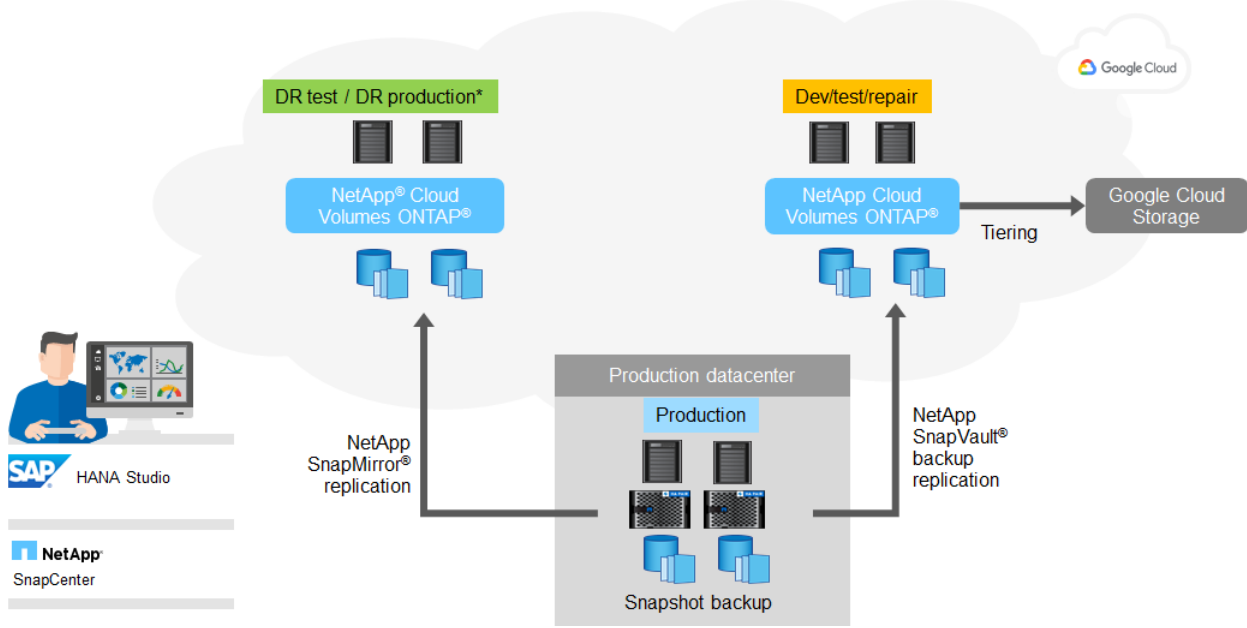 Google Cloud
DR test / DR production*
Dev/test/repair
NetApp® Cloud
Volumes ONTAP®
NetApp Cloud
Volumes ONTAP®
Google Cloud
Storage
Tiering
Production datacenter
Production
NetApp
SnapMirror®
replication
NetApp
SnapVault®
backup
replication
SAP
HANA Studio
NetApp
SnapCenter
Snapshot backup